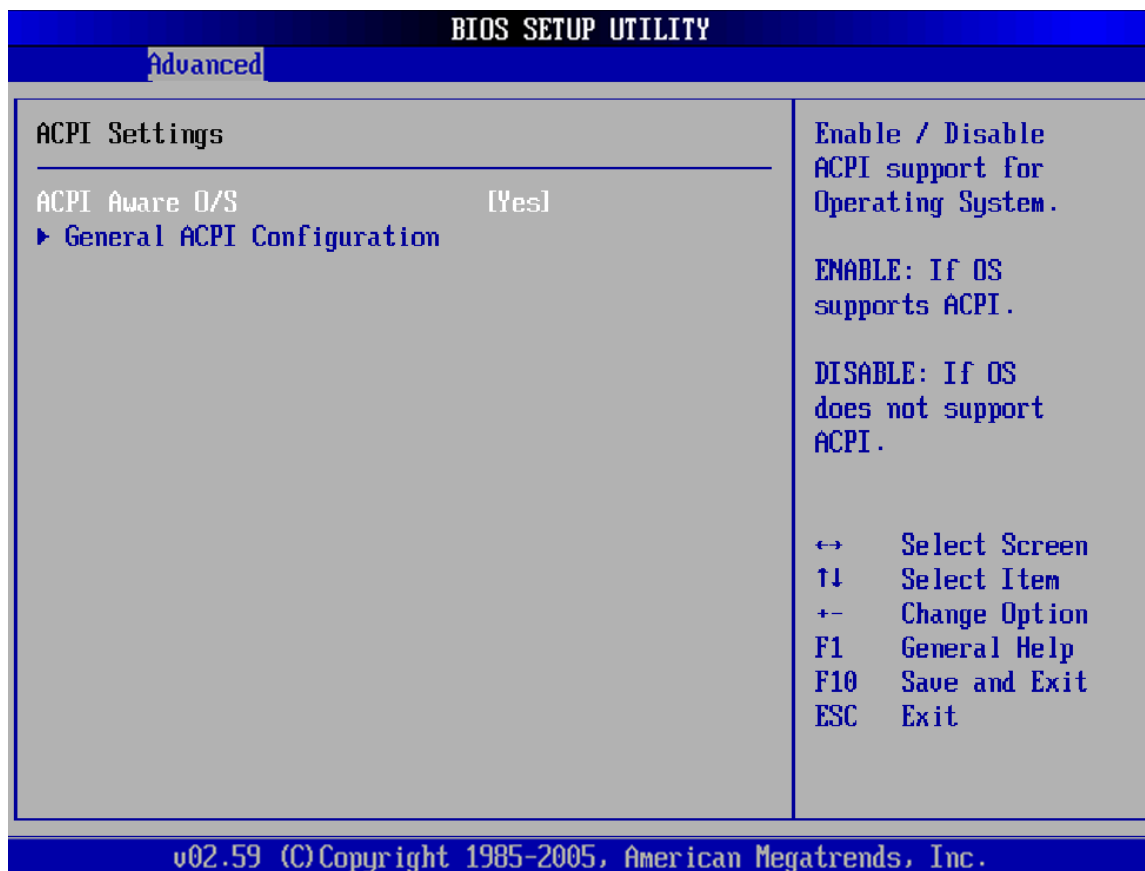 BIOS SETUP UTILITY
Advanced
ACPI Settings
ACPI Aware O/S [Yes]
▶ General ACPI Configuration
Enable / Disable
ACPI support for
Operating System.
ENABLE: If OS
supports ACPI.
DISABLE: If OS
does not support
ACPI.
↔ Select Screen
↑↓ Select Item
+- Change Option
F1 General Help
F10 Save and Exit
ESC Exit
v02.59 (C)Copyright 1985-2005, American Megatrends, Inc.